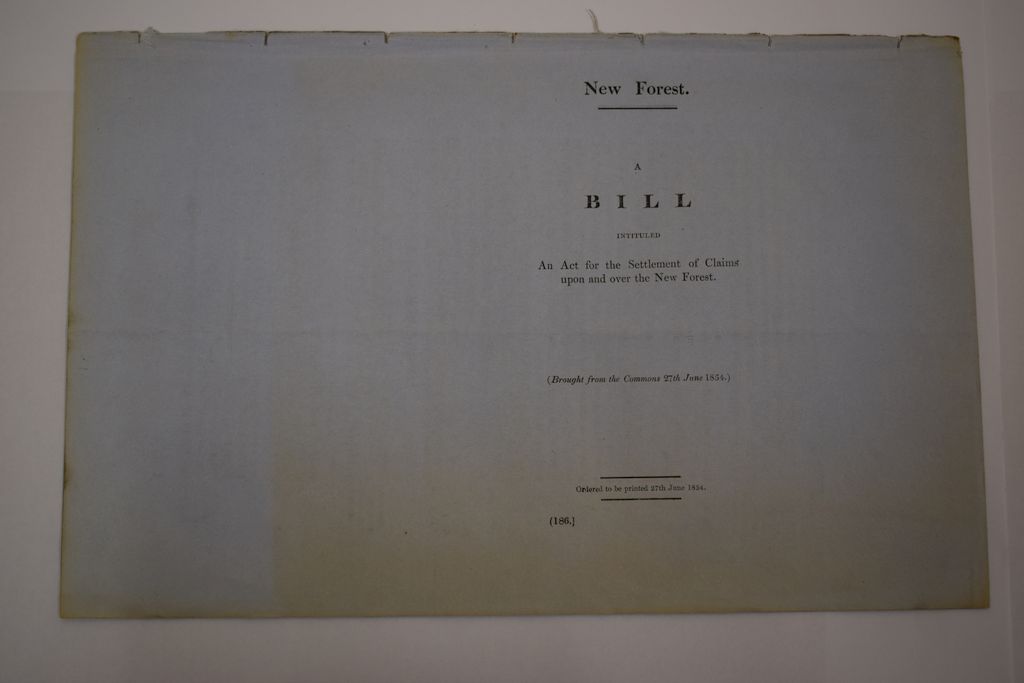 New Forest.
A
BILL
INTITULED
An Act for the Settlement of Claims
upon and over the New Forest.
(Brought from the Commons 27th June 1854.)
Ordered to be printed 27th June 1854.
(186.)